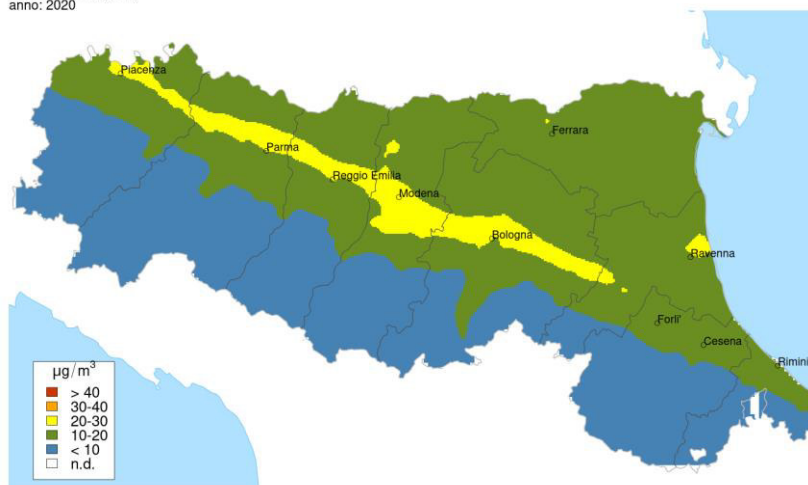 anno: 2020
Piacenza
Ferrara
Parma
Reggio Emilia
Modena
Bologna
Ravenna
Forlì'
Cesena
Rimini
µg/m³
> 40
30-40
20-30
10-20
< 10
n.d.